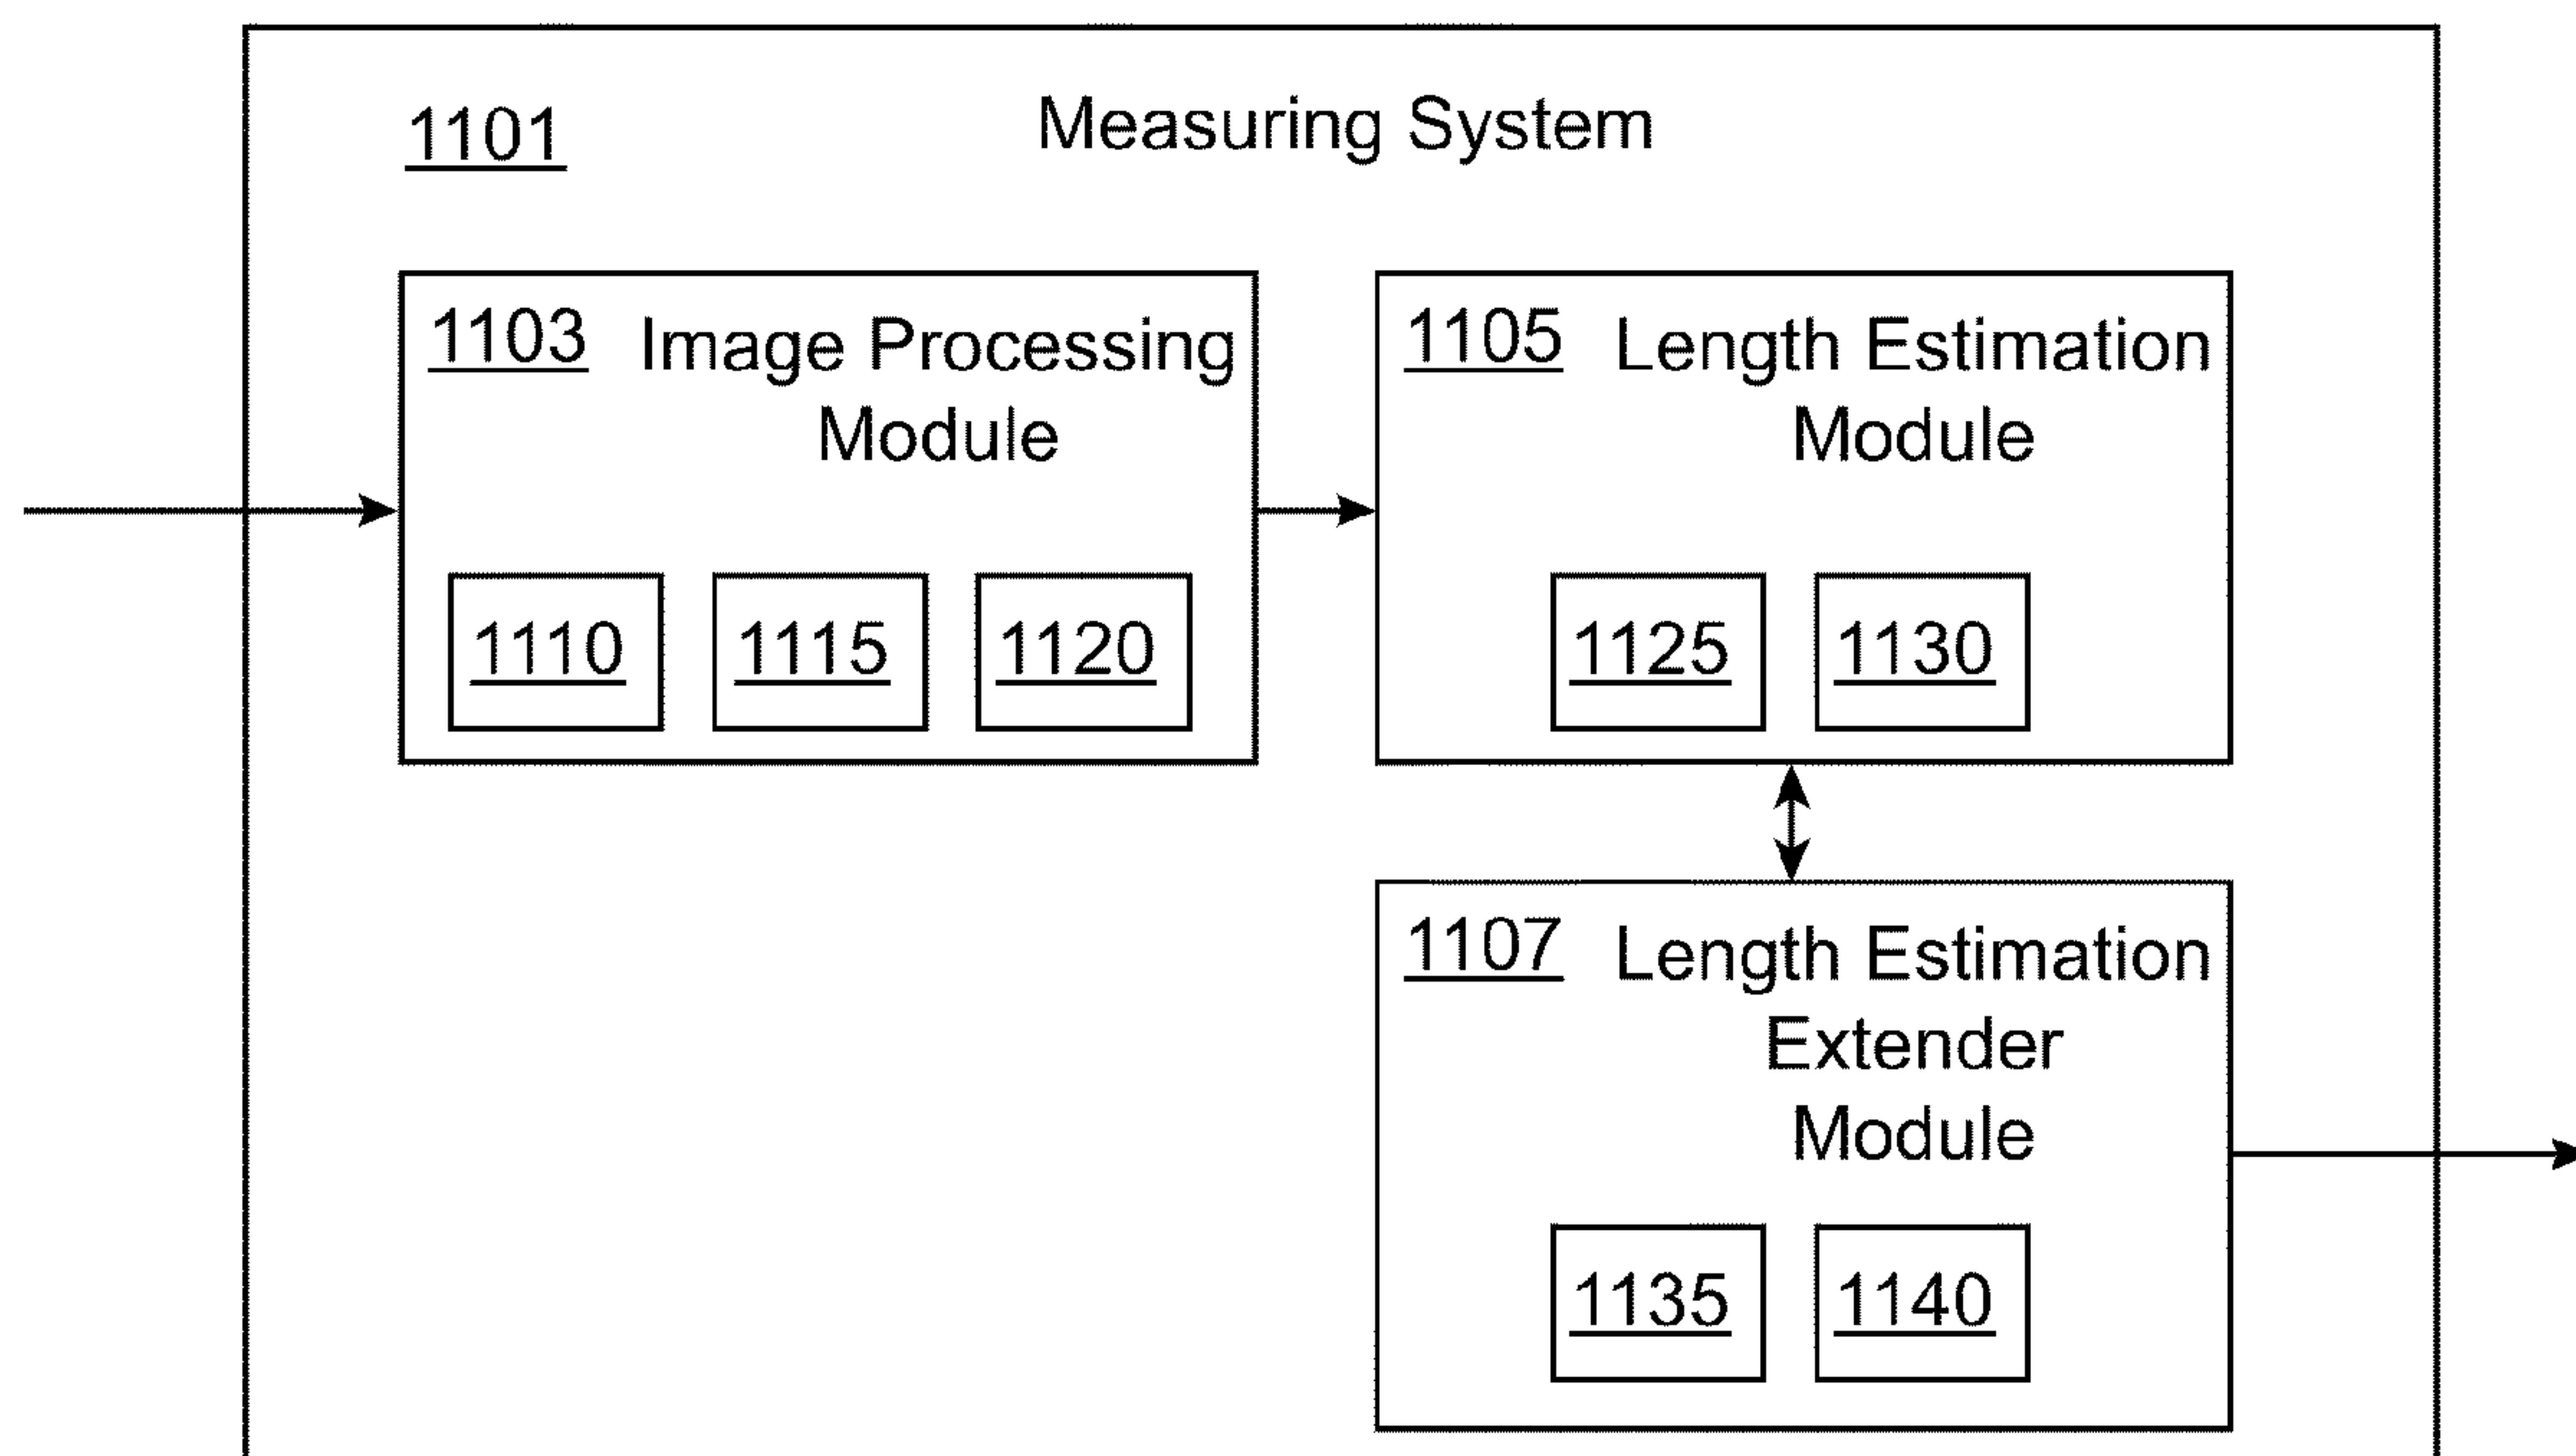 1101
Measuring System
1103 Image Processing
Module
1110 1115 1120
1105 Length Estimation
Module
1125 1130
1107 Length Estimation
Extender
Module
1135 1140